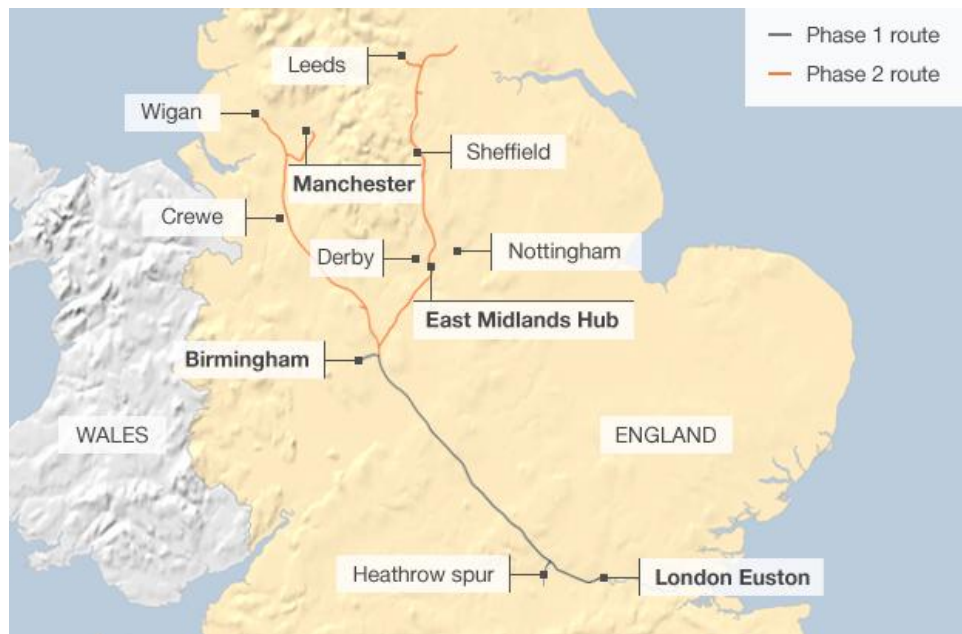 Phase 1 route
Phase 2 route
Leeds
Wigan
Sheffield
Manchester
Crewe
Derby
Nottingham
East Midlands Hub
Birmingham
WALES
ENGLAND
Heathrow spur
London Euston